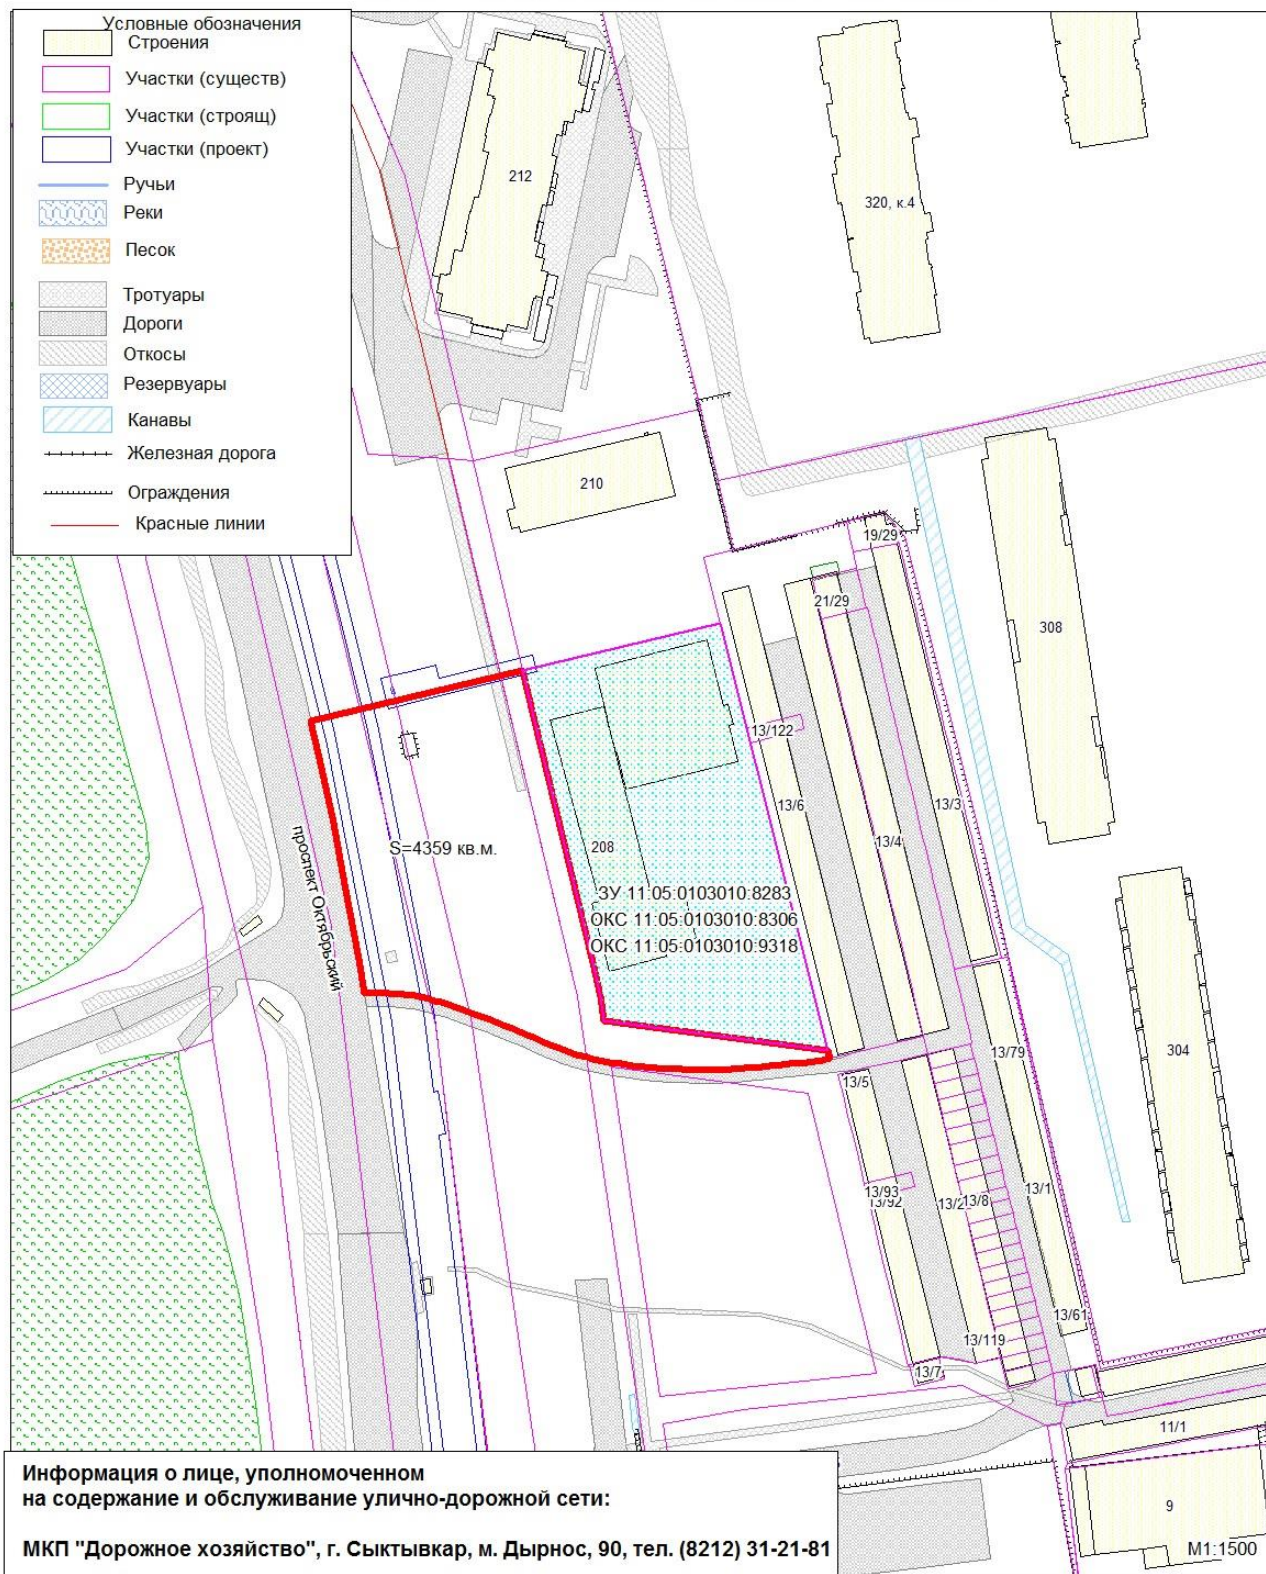 Условные обозначения
Строения
Участки (существ)
Участки (строящ)
Участки (проект)
Ручьи
Реки
Песок
Тротуары
Дороги
Откосы
Резервуары
Канавы
Железная дорога
Ограждения
Красные линии
212
320, к.4
210
19/29
21/29
308
13/122
13/6
13/3
13/4
проспект Октябрьский
S=4359 кв.м.
208
ЗУ 11:05:0103010:8283
ОКС 11:05:0103010:8306
ОКС 11:05:0103010:9318
304
13/79
13/5
13/93
13/92
13/2
13/8
13/1
13/61
13/119
13/7
11/1
9
Информация о лице, уполномоченном
на содержание и обслуживание улично-дорожной сети:
МКП "Дорожное хозяйство", г. Сыктывкар, м. Дырнос, 90, тел. (8212) 31-21-81
М1:1500